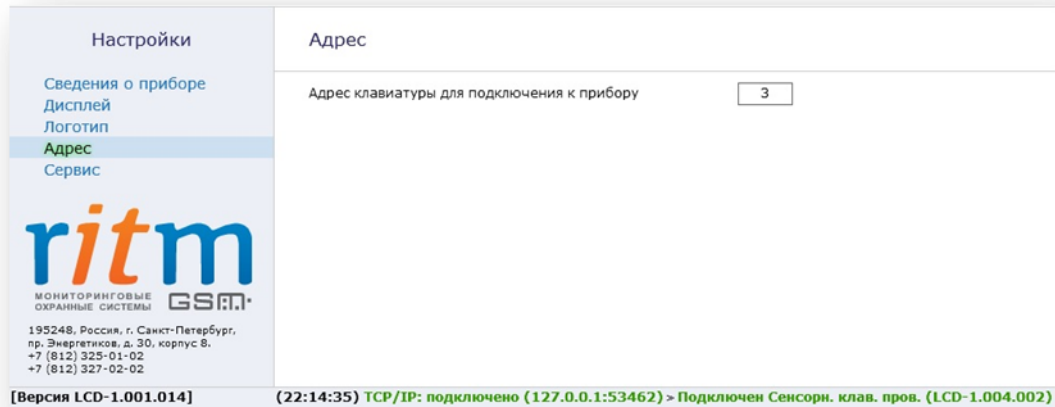 Настройки
Сведения о приборе
Дисплей
Логотип
Адрес
Сервис
ritm
МОНИТОРИНГОВЫЕ
ОХРАННЫЕ СИСТЕМЫ
GSM
195248, Россия, г. Санкт-Петербург,
пр. Энергетиков, д. 30, корпус 8.
+7 (812) 325-01-02
+7 (812) 327-02-02
Адрес
Адрес клавиатуры для подключения к прибору 3
[Версия LCD-1.001.014] (22:14:35) TCP/IP: подключено (127.0.0.1:53462) > Подключен Сенсорн. клав. пров. (LCD-1.004.002)